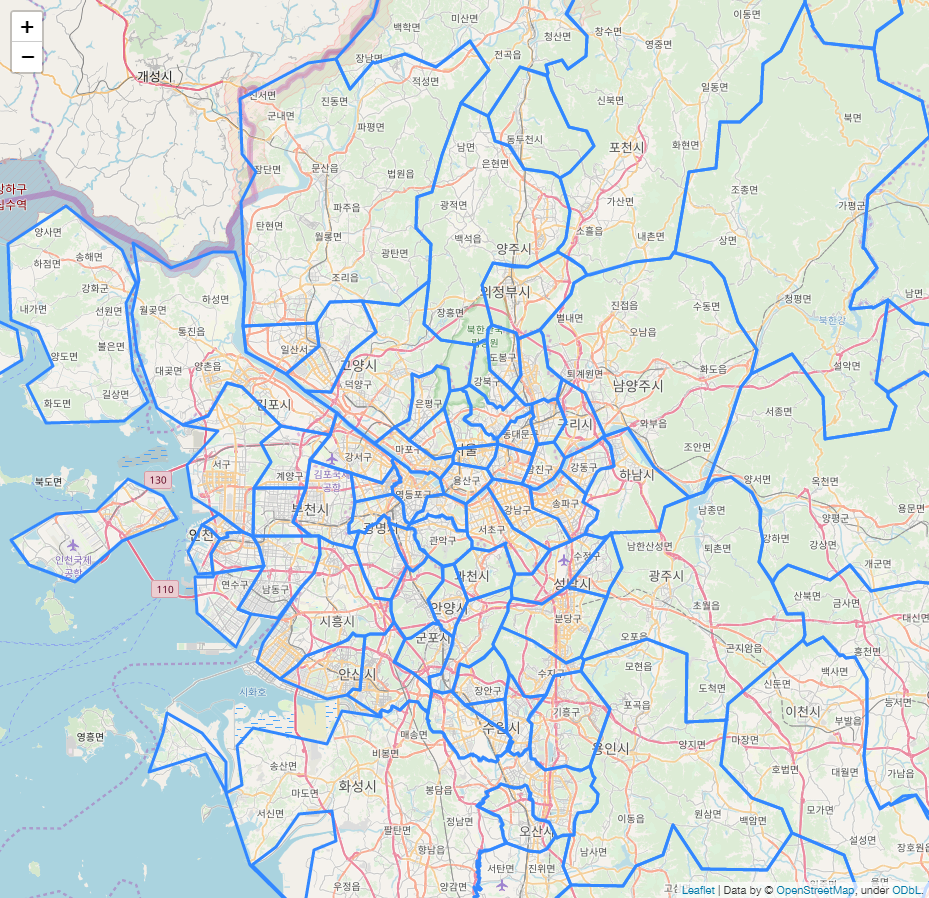 +
−
미산면
이동면
백학면
청산면
창수면
영중면
전곡읍
장남면
개성시
적성면
일동면
진서면
진동면
신북면
군내면
북면
파평면
동두천시
포천시
화현면
남면
은현면
장단면
문산읍
법원읍
조종면
가산면
가평군
파주읍
광적면
탄현면
월롱면
백석읍
양주시
소흘읍
내촌면
상면
양사면
송해면
하점면
광탄면
조리읍
강화군
의정부시
하성면
진접읍
수동면
청평면
남면
내가면
선원면
월곶면
장흥면
별내면
북한강
통진읍
오남읍
불은면
양도면
일산서구
도봉구
고양시
양촌읍
대곶면
퇴계원면
화도읍
설악면
덕양구
강북구
남양주시
길상면
화도면
김포시
은평구
서종면
와부읍
구리시
동대문구
마포구
서울
조안면
강서구
서구
계양구
강동구
하남시
북도면
130
용산구
양서면
옥천면
영등포구
송파구
강남구
부천시
남종면
용문면
양평군
인천
광명시
서초구
관악구
강하면
강상면
남한산성면
퇴촌면
인천국제
공항
수정구
개군면
과천시
광주시
연수구
남동구
성남시
110
산북면
금사면
안양시
초월읍
분당구
대신면
시흥시
오포읍
군포시
곤지암읍
흥천면
모현읍
백사면
수지구
안산시
신둔면
도척면
시화호
장안구
능서면
포곡읍
이천시
기흥구
부발읍
수원시
영흥면
매송면
양지면
마장면
용인시
비봉면
송산면
호법면
대월면
가남읍
화성시
마도면
봉담읍
서신면
모가면
원삼면
정남면
이동읍
백암면
팔탄면
오산시
설성면
향남읍
남사면
장호원읍
서탄면
진위면
우정읍
양감면
Leaflet | Data by © OpenStreetMap, under ODbL.